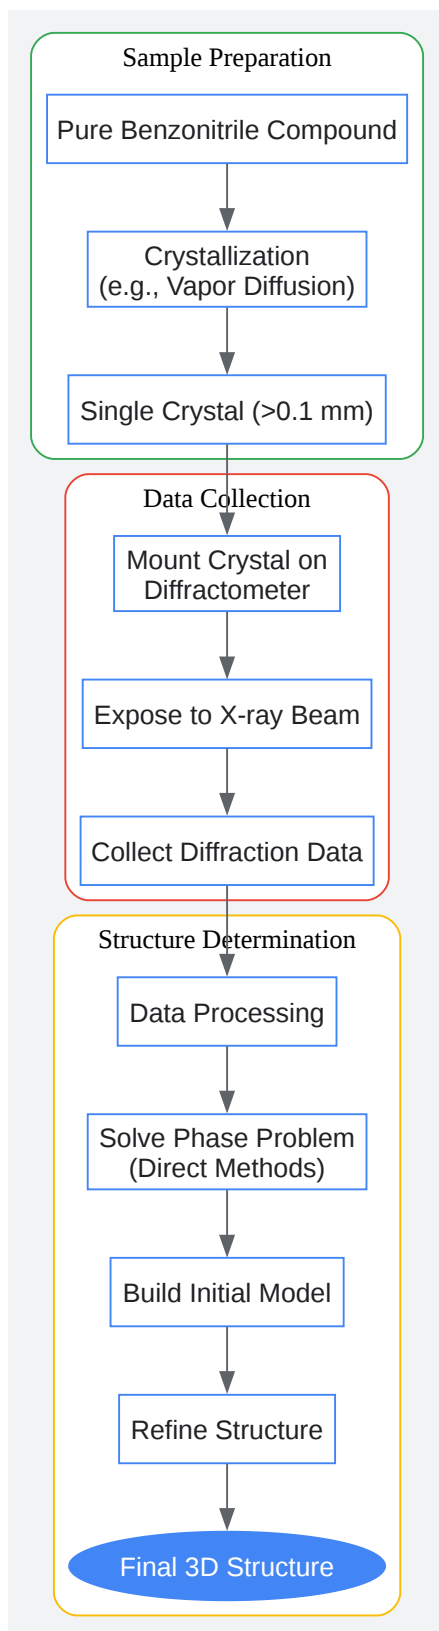 Sample Preparation
Pure Benzonitrile Compound
Crystallization
(e.g., Vapor Diffusion)
Single Crystal (>0.1 mm)
Data Collection
Mount Crystal on
Diffractometer
Expose to X-ray Beam
Collect Diffraction Data
Structure Determination
Data Processing
Solve Phase Problem
(Direct Methods)
Build Initial Model
Refine Structure
Final 3D Structure